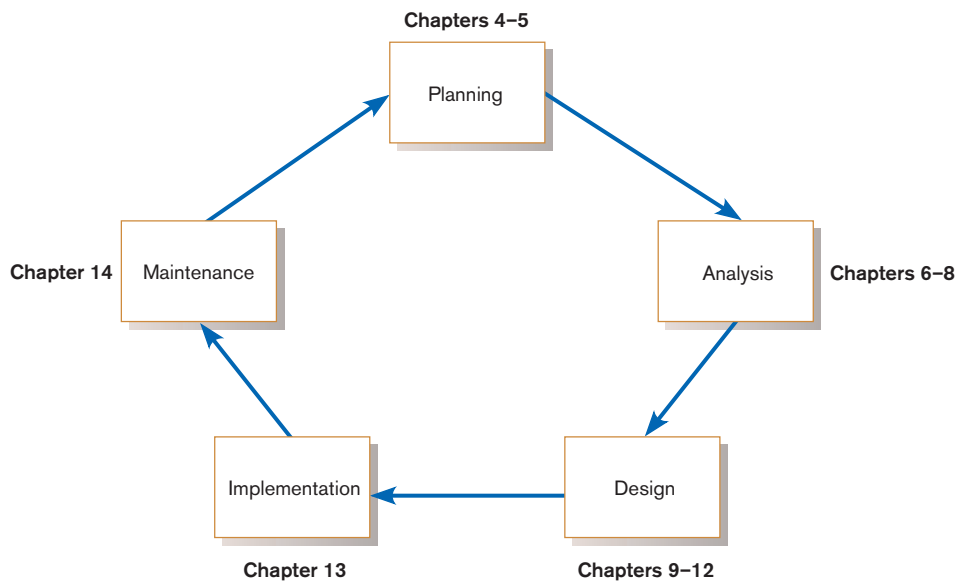 Chapters 4–5
Planning
Chapter 14
Maintenance
Analysis
Chapters 6–8
Implementation
Design
Chapter 13
Chapters 9–12